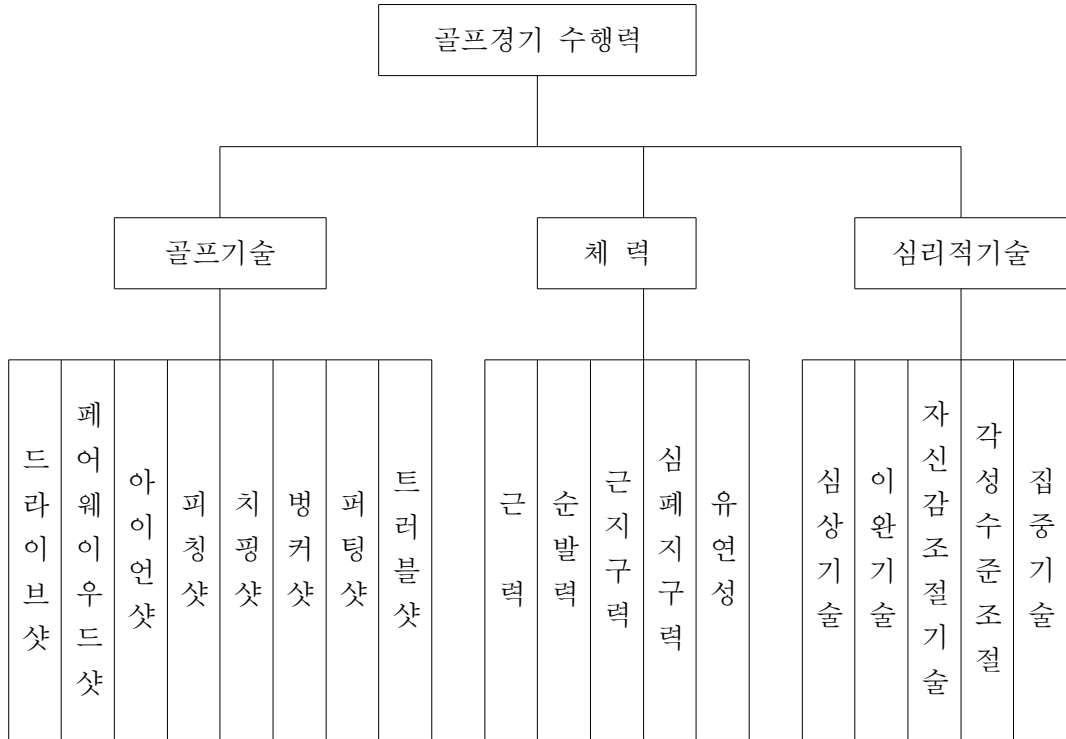 골프경기 수행력
골프기술
체 력
심리적기술
드라이브샷
페어웨이우드샷
아이언샷
피칭샷
치핑샷
벙커샷
퍼팅샷
트러블샷
근 력
순발력
근지구력
심폐지구력
유연성
심상기술
이완기술
자신감조절기술
각성수준조절
집중기술